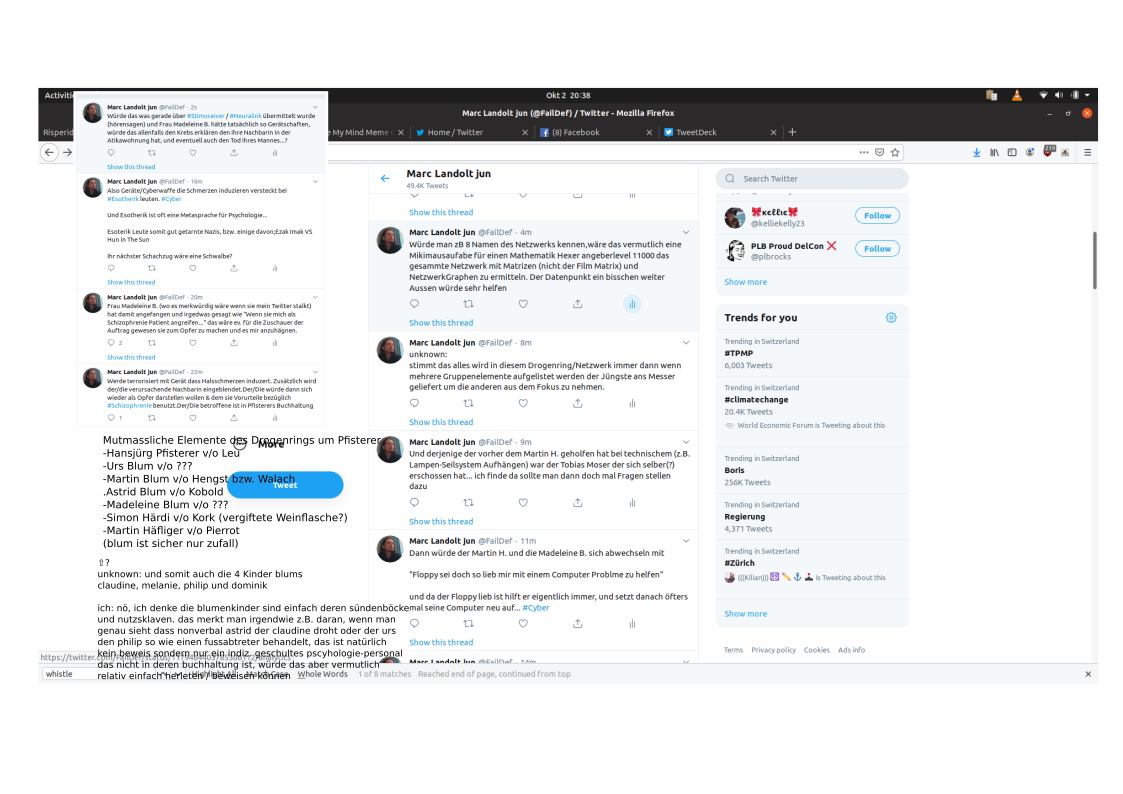 Activiti
Okt 2 20:38
Marc Landolt jun (@FailDef) / Twitter - Mozilla Firefox
Risperid
e My Mind Meme
Home / Twitter
(8) Facebook
TweetDeck
Marc Landolt jun @FailDef · 2s
Würde das was gerade über #Stimoceiver / #Neuralink übermittelt wurde
(hörensagen) und Frau Madeleine B. hätte tatsächlich so Gerätschaften,
würde das allenfalls den Krebs erklären den ihre Nachbarin in der
Atikawohnung hat, und eventuell auch den Tod ihres Mannes...?
Show this thread
Marc Landolt jun @FailDef · 16m
Also Geräte/Cyberwaffe die Schmerzen induzieren versteckt bei
#Esotherik leuten. #Cyber
Und Esotherik ist oft eine Metasprache für Psychologie...
Esoterik Leute somit gut getarnte Nazis, bzw. einige davon;Ezak Imak VS
Hun in The Sun
Ihr nächster Schachzug wäre eine Schwalbe?
Show this thread
Marc Landolt jun @FailDef · 20m
Frau Madeleine B. (wo es merkwürdig wäre wenn sie mein Twitter stalkt)
hat damit angefangen und irgedwas gesagt wie "Wenn sie mich als
Schizophrenie Patient angreifen..." das wäre ev. für die Zuschauer der
Auftrag gewesen sie zum Opfer zu machen und es mir anzuhägnen.
2
Show this thread
Marc Landolt jun @FailDef · 22m
Werde terrorisiert mit Gerät dass Halsschmerzen induzert. Zusätzlich wird
der/die verursachende Nachbarin eingeblendet.Der/Die würde dann sich
wieder als Opfer darstellen wollen & dem sie Vorurteile bezüglich
#Schizophrenie benutzt.Der/Die betroffene ist in Pfisterers Buchhaltung
1
Mutmassliche Elemente des Drogenrings um Pfisterer
-Hansjürg Pfisterer v/o Leu
-Urs Blum v/o ???
-Martin Blum v/o Hengst bzw. Walach
.Astrid Blum v/o Kobold
-Madeleine Blum v/o ???
-Simon Härdi v/o Kork (vergiftete Weinflasche?)
-Martin Häfliger v/o Pierrot
(blum ist sicher nur zufall)
More
Tweet
⇧?
unknown: und somit auch die 4 Kinder blums
claudine, melanie, philip und dominik
ich: nö, ich denke die blumenkinder sind einfach deren sündenböcke
und nutzsklaven. das merkt man irgendwie z.B. daran, wenn man
genau sieht dass nonverbal astrid der claudine droht oder der urs
den philip so wie einen fussabtreter behandelt, das ist natürlich
kein beweis sondern nur ein indiz. geschultes pscyhologie-personal
das nicht in deren buchhaltung ist, würde das aber vermutlich
relativ einfach herleten / beweisen können
Marc Landolt jun
49.4K Tweets
Show this thread
Marc Landolt jun @FailDef · 4m
Würde man zB 8 Namen des Netzwerks kennen,wäre das vermutlich eine
Mikimausaufabe für einen Mathematik Hexer angeberlevel 11000 das
gesammte Netzwerk mit Matrizen (nicht der Film Matrix) und
NetzwerkGraphen zu ermitteln. Der Datenpunkt ein bisschen weiter
Aussen würde sehr helfen
Show this thread
Marc Landolt jun @FailDef · 8m
unknown:
stimmt das alles wird in diesem Drogenring/Netzwerk immer dann wenn
mehrere Gruppenelemente aufgelistet werden der Jüngste ans Messer
geliefert um die anderen aus dem Fokus zu nehmen.
Show this thread
Marc Landolt jun @FailDef · 9m
Und derjenige der vorher dem Martin H. geholfen hat bei technischem (z.B.
Lampen-Seilsystem Aufhängen) war der Tobias Moser der sich selber(?)
erschossen hat... ich finde da sollte man dann doch mal Fragen stellen
dazu
Show this thread
Marc Landolt jun @FailDef · 11m
Dann würde der Martin H. und die Madeleine B. sich abwechseln mit
"Floppy sei doch so lieb mir mit einem Computer Problme zu helfen"
und da der Floppy lieb ist hilft er eigentlich immer, und setzt danach öfters
mal seine Computer neu auf... #Cyber
Show this thread
Marc Landolt jun @FailDef · 14m
Search Twitter
κεℓℓιε
@kelliekelly23
Follow
PLB Proud DelCon
@plbrocks
Follow
Show more
Trends for you
Trending in Switzerland
#TPMP
6,003 Tweets
Trending in Switzerland
#climatechange
20.4K Tweets
World Economic Forum is Tweeting about this
Trending in Switzerland
Boris
256K Tweets
Trending in Switzerland
Regierung
4,371 Tweets
Trending in Switzerland
#Zürich
(((Kilian))) is Tweeting about this
Show more
Terms Privacy policy Cookies Ads info
whistle
Whole Words
1 of 8 matches
Reached end of page, continued from top